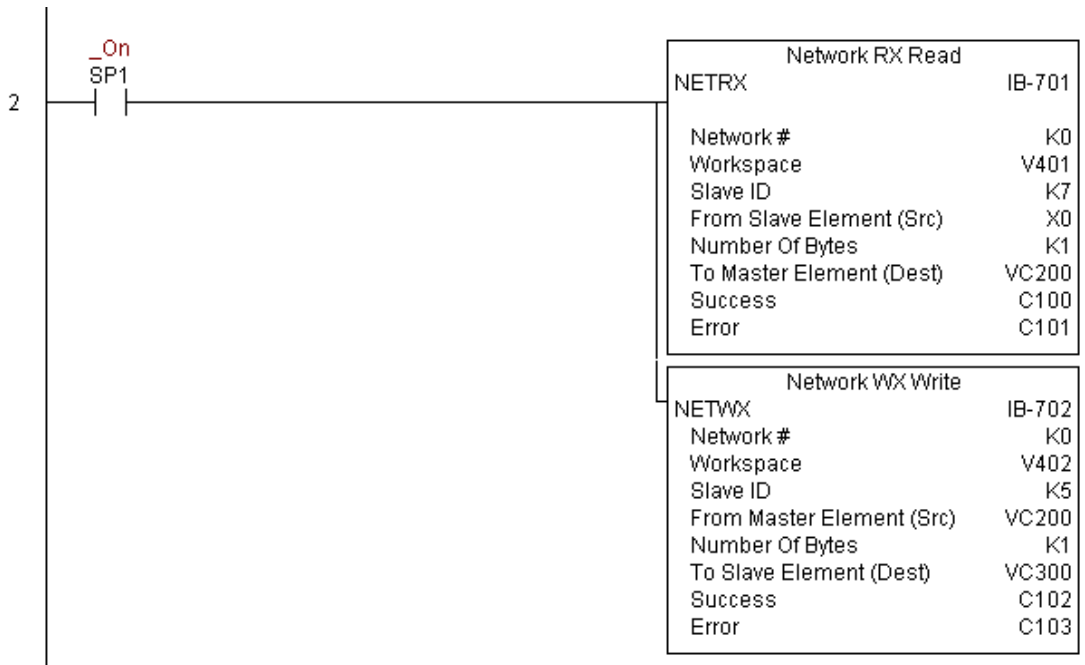 _On
SP1
2
Network RX Read
NETRX IB-701
Network # K0
Workspace V401
Slave ID K7
From Slave Element (Src) X0
Number Of Bytes K1
To Master Element (Dest) VC200
Success C100
Error C101
Network WX Write
NETWX IB-702
Network # K0
Workspace V402
Slave ID K5
From Master Element (Src) VC200
Number Of Bytes K1
To Slave Element (Dest) VC300
Success C102
Error C103